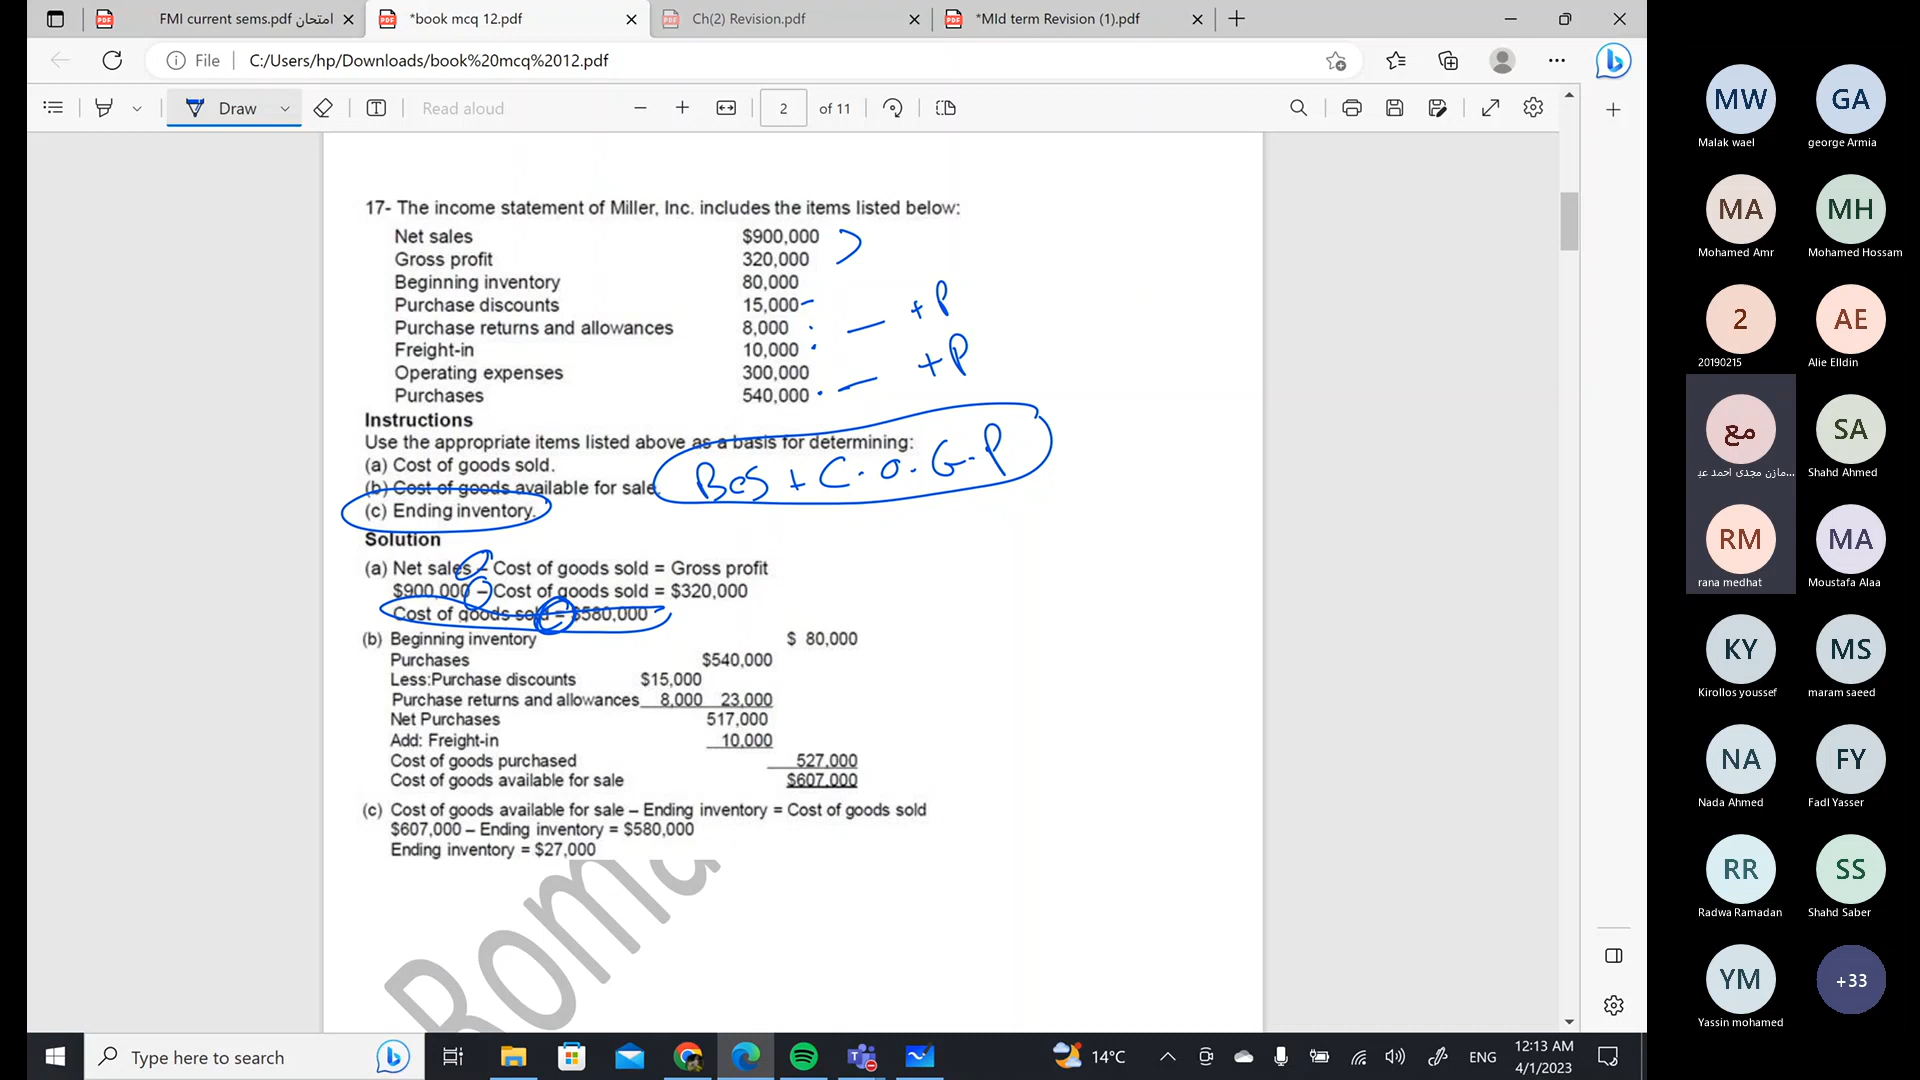 FMI current sems.pdf امتحان
*book mcq 12.pdf
Ch(2) Revision.pdf
*MId term Revision (1).pdf
File
C:/Users/hp/Downloads/book%20mcq%2012.pdf
Draw
Read aloud
2
of 11
17- The income statement of Miller, Inc. includes the items listed below:
Net sales $900,000
Gross profit 320,000
Beginning inventory 80,000
Purchase discounts 15,000 -
Purchase returns and allowances 8,000 — + P
Freight-in 10,000
Operating expenses 300,000 + P
Purchases 540,000 —
Instructions
Use the appropriate items listed above as a basis for determining:
(a) Cost of goods sold.
(b) Cost of goods available for sale.
+ C.O.G.P
(c) Ending inventory.
Solution
(a) Net sales – Cost of goods sold = Gross profit
$900,000 – Cost of goods sold = $320,000
Cost of goods sold = $580,000
(b) Beginning inventory $ 80,000
Purchases $540,000
Less:Purchase discounts $15,000
Purchase returns and allowances 8,000 23,000
Net Purchases 517,000
Add: Freight-in 10,000
Cost of goods purchased 527,000
Cost of goods available for sale $607,000
(c) Cost of goods available for sale – Ending inventory = Cost of goods sold
$607,000 – Ending inventory = $580,000
Ending inventory = $27,000
MW
Malak wael
GA
george Armia
MA
Mohamed Amr
MH
Mohamed Hossam
2
20190215
AE
Alie Elldin
مع
مازن مجدى احمد عبد...
SA
Shahd Ahmed
RM
rana medhat
MA
Moustafa Alaa
KY
Kirollos youssef
MS
maram saeed
NA
Nada Ahmed
FY
Fadl Yasser
RR
Radwa Ramadan
SS
Shahd Saber
YM
Yassin mohamed
+33
Type here to search
14°C
ENG
12:13 AM
4/1/2023